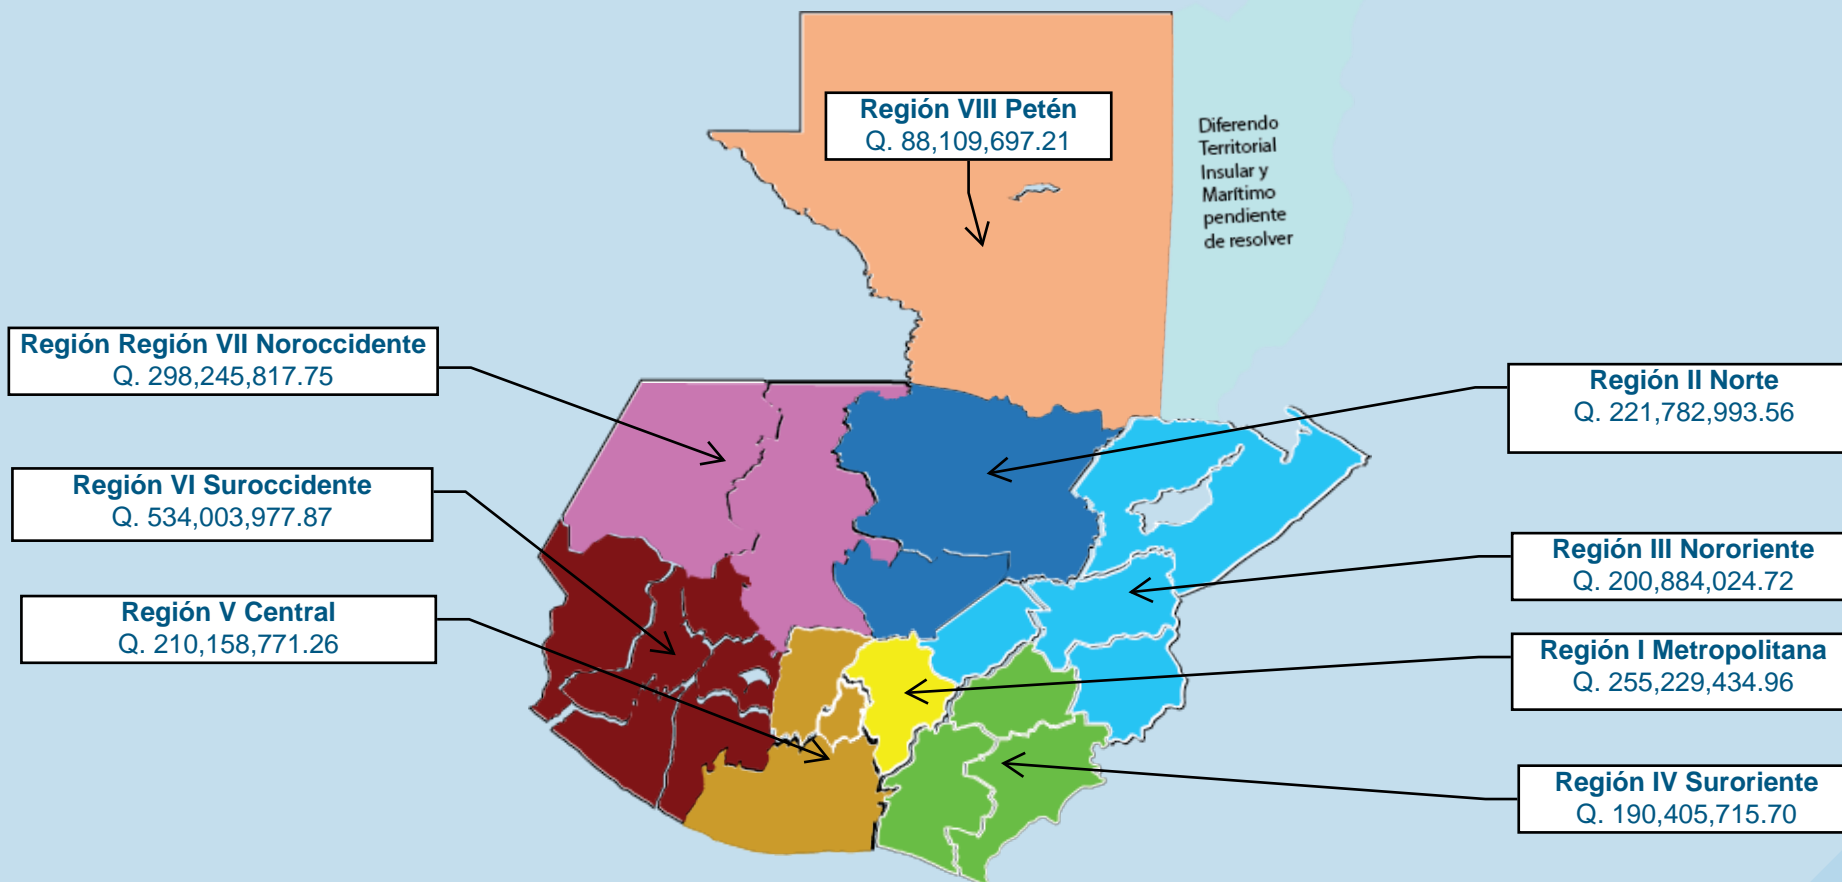 Región VIII Petén
Q. 88,109,697.21
Diferendo
Territorial
Insular y
Marítimo
pendiente
de resolver
Región Región VII Noroccidente
Q. 298,245,817.75
Región II Norte
Q. 221,782,993.56
Región VI Suroccidente
Q. 534,003,977.87
Región III Nororiente
Q. 200,884,024.72
Región V Central
Q. 210,158,771.26
Región I Metropolitana
Q. 255,229,434.96
Región IV Suroriente
Q. 190,405,715.70